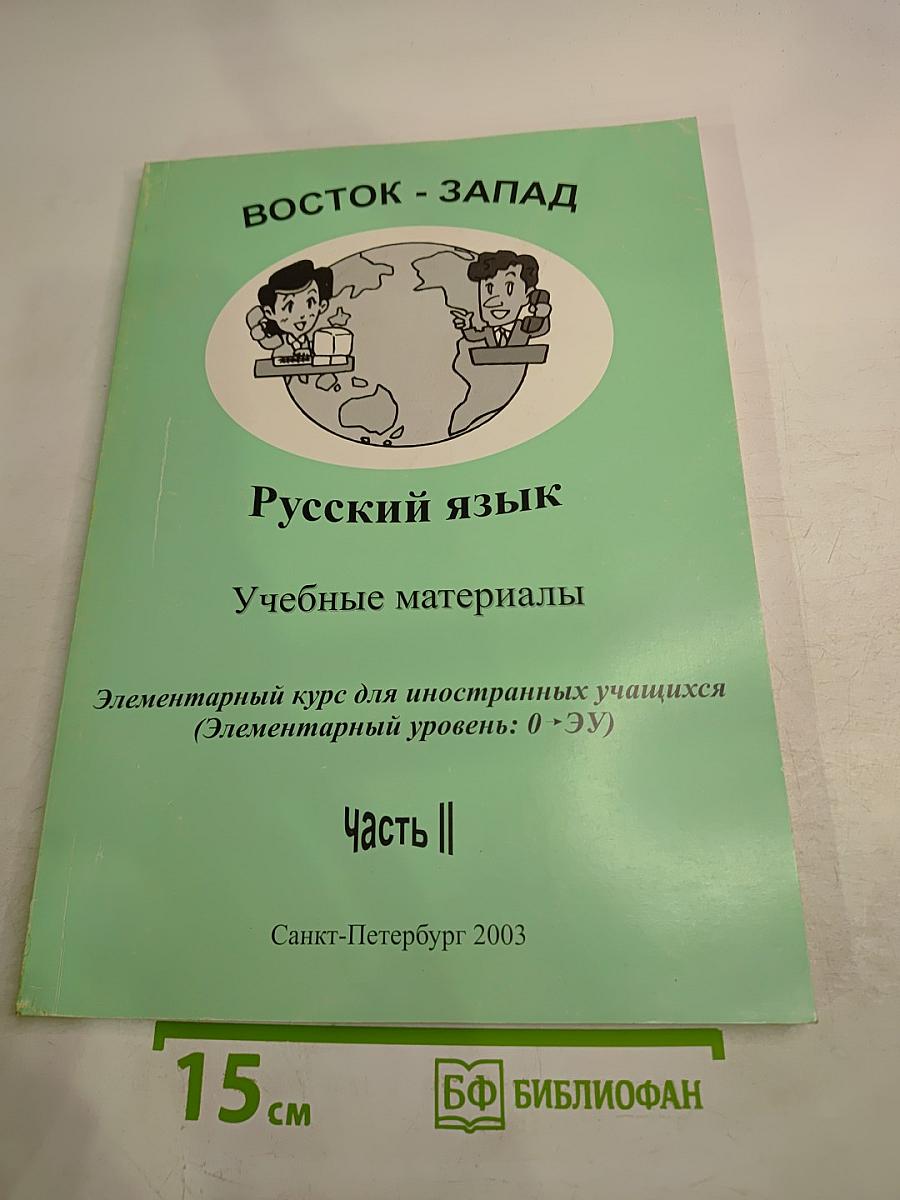 ВОСТОК - ЗАПАД
Русский язык
Учебные материалы
Элементарный курс для иностранных учащихся
(Элементарный уровень: 0➤ЭУ)
часть II
Санкт-Петербург 2003
15 см
БФ БИБЛИОФАН